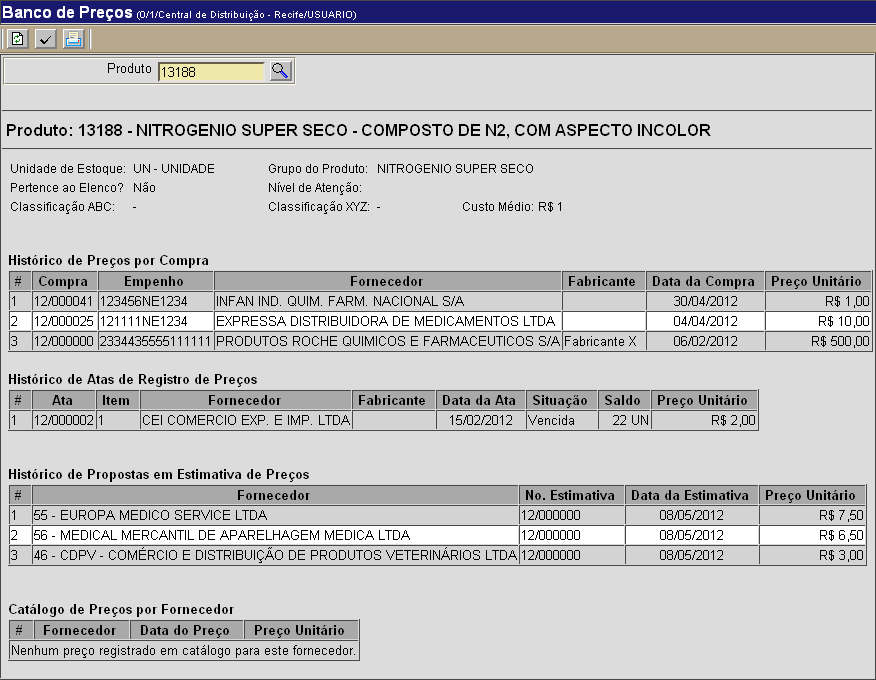 Banco de Preços (0/1/Central de Distribuição - Recife/USUARIO)
Produto 13188
Produto: 13188 - NITROGENIO SUPER SECO - COMPOSTO DE N2, COM ASPECTO INCOLOR
Unidade de Estoque: UN - UNIDADE Grupo do Produto: NITROGENIO SUPER SECO
Pertence ao Elenco? Não Nível de Atenção:
Classificação ABC: - Classificação XYZ: - Custo Médio: R$ 1
Histórico de Preços por Compra
# Compra Empenho Fornecedor Fabricante Data da Compra Preço Unitário
1 12/000041 123456NE1234 INFAN IND. QUIM. FARM. NACIONAL S/A 30/04/2012 R$ 1,00
2 12/000025 121111NE1234 EXPRESSA DISTRIBUIDORA DE MEDICAMENTOS LTDA 04/04/2012 R$ 10,00
3 12/000000 2334435555111111 PRODUTOS ROCHE QUIMICOS E FARMACEUTICOS S/A Fabricante X 06/02/2012 R$ 500,00
Histórico de Atas de Registro de Preços
# Ata Item Fornecedor Fabricante Data da Ata Situação Saldo Preço Unitário
1 12/000002 1 CEI COMERCIO EXP. E IMP. LTDA 15/02/2012 Vencida 22 UN R$ 2,00
Histórico de Propostas em Estimativa de Preços
# Fornecedor No. Estimativa Data da Estimativa Preço Unitário
1 55 - EUROPA MEDICO SERVICE LTDA 12/000000 08/05/2012 R$ 7,50
2 56 - MEDICAL MERCANTIL DE APARELHAGEM MEDICA LTDA 12/000000 08/05/2012 R$ 6,50
3 46 - CDPV - COMÉRCIO E DISTRIBUIÇÃO DE PRODUTOS VETERINÁRIOS LTDA 12/000000 08/05/2012 R$ 3,00
Catálogo de Preços por Fornecedor
# Fornecedor Data do Preço Preço Unitário
Nenhum preço registrado em catálogo para este fornecedor.